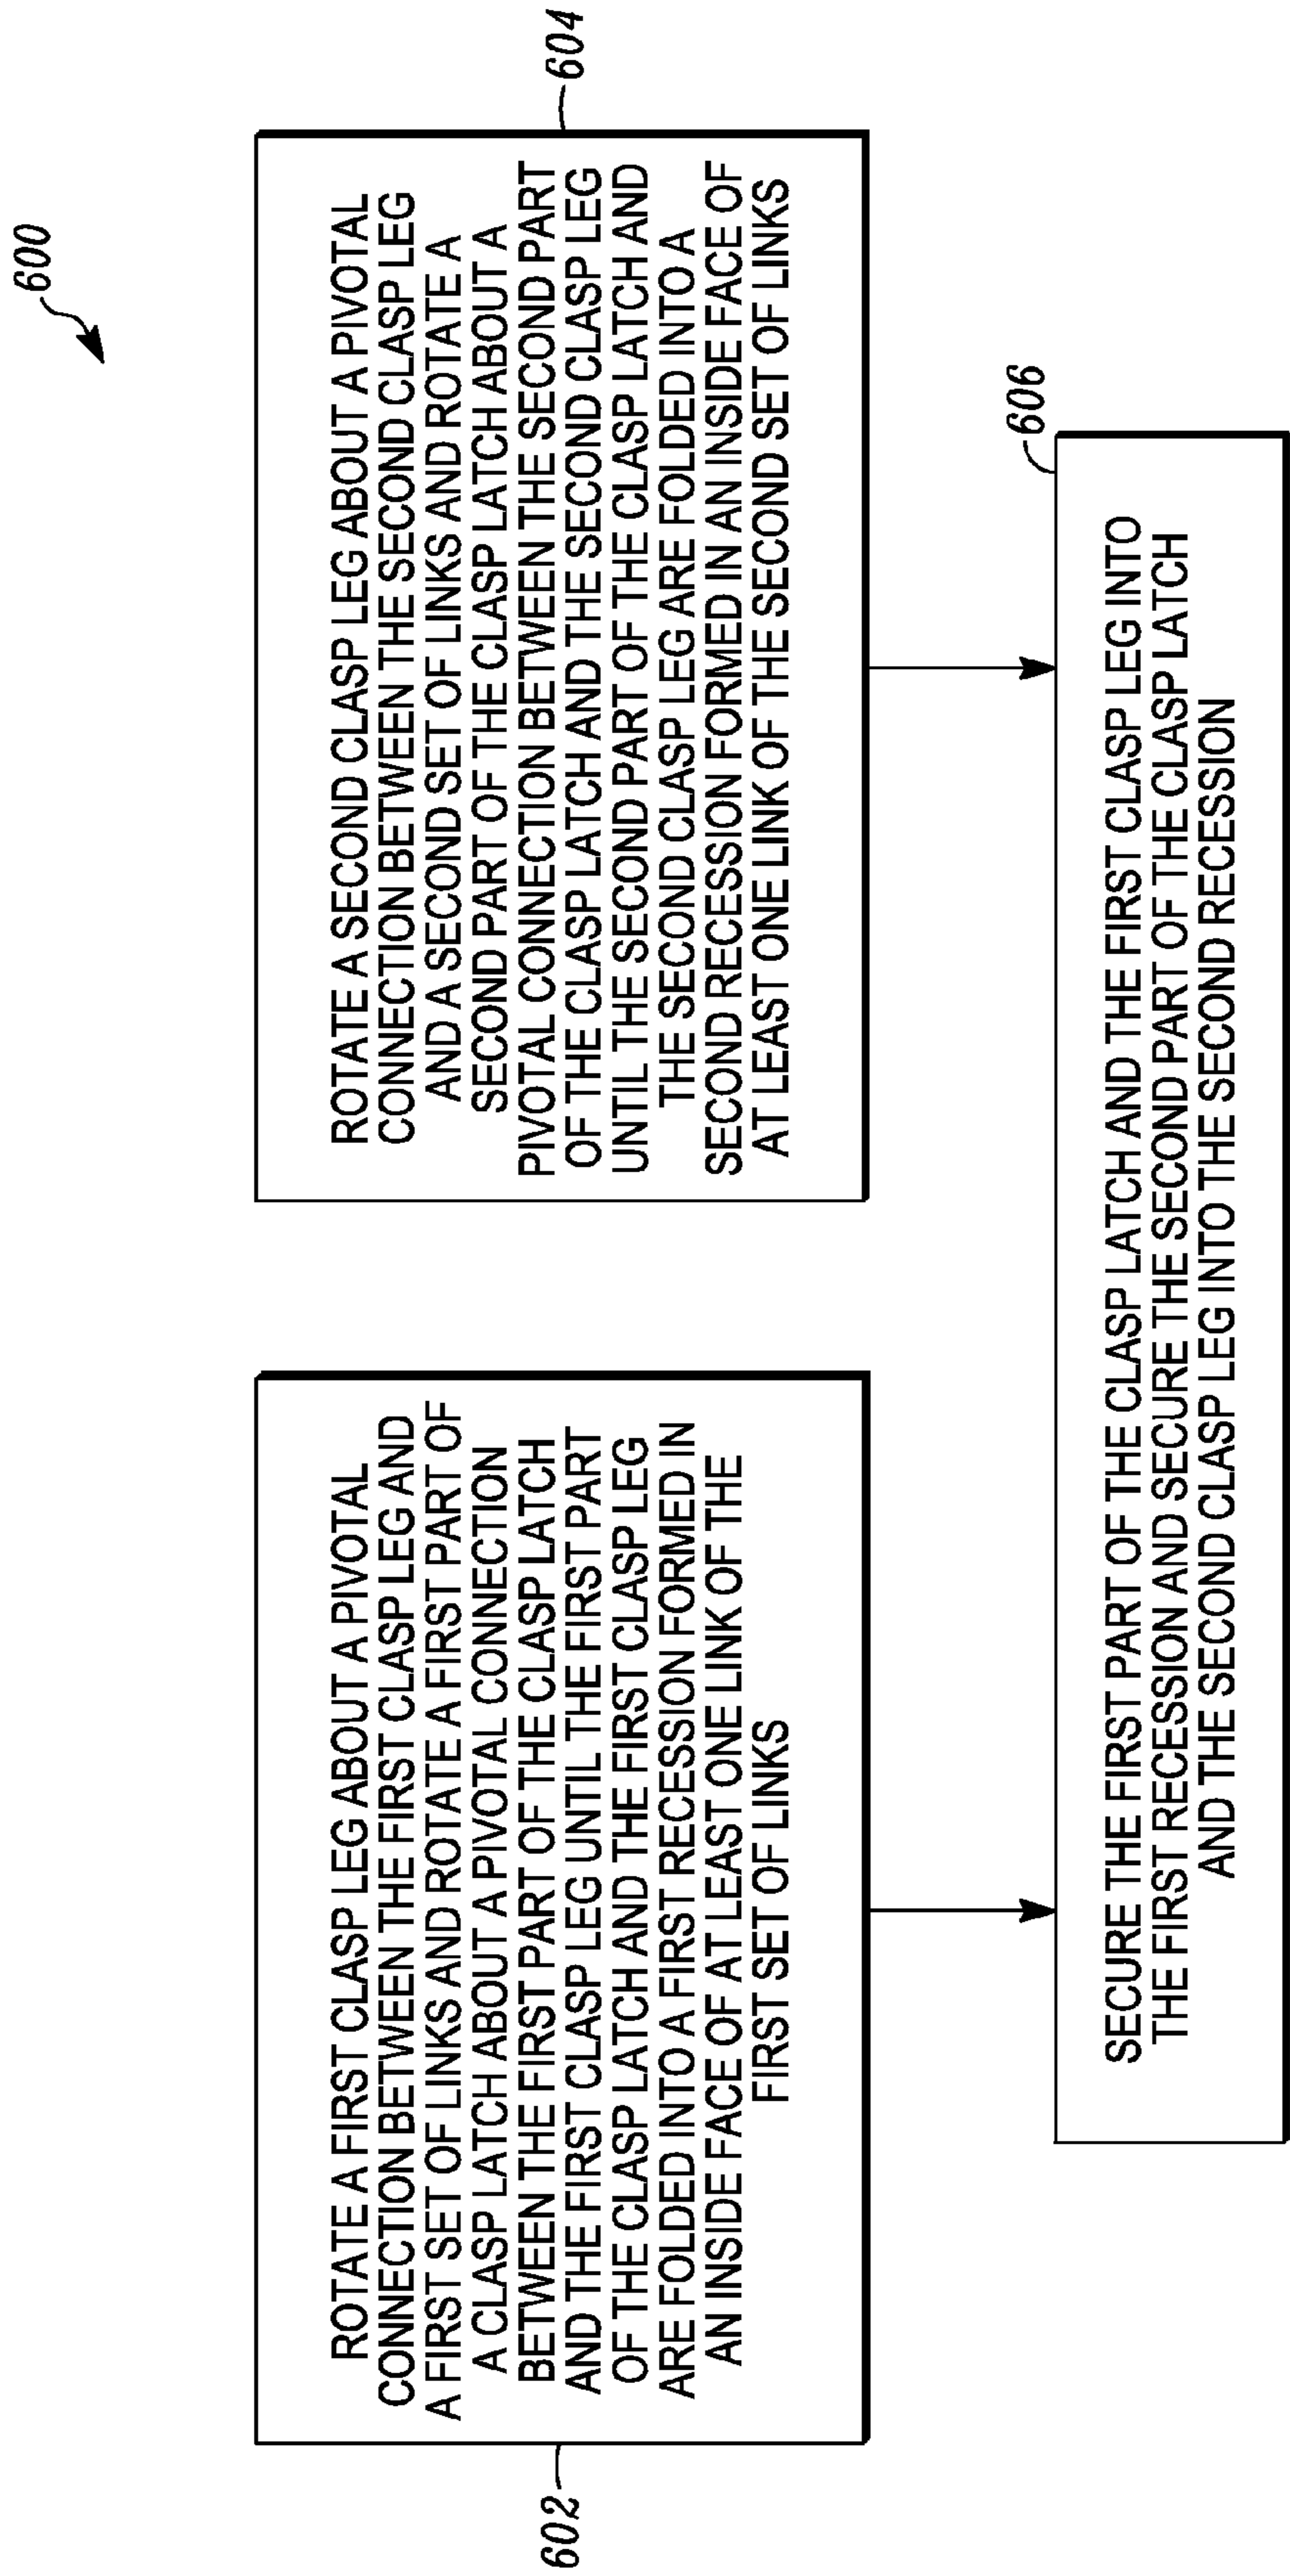 600
602
ROTATE A FIRST CLASP LEG ABOUT A PIVOTAL
CONNECTION BETWEEN THE FIRST CLASP LEG AND
A FIRST SET OF LINKS AND ROTATE A FIRST PART OF
A CLASP LATCH ABOUT A PIVOTAL CONNECTION
BETWEEN THE FIRST PART OF THE CLASP LATCH
AND THE FIRST CLASP LEG UNTIL THE FIRST PART
OF THE CLASP LATCH AND THE FIRST CLASP LEG
ARE FOLDED INTO A FIRST RECESSION FORMED IN
AN INSIDE FACE OF AT LEAST ONE LINK OF THE
FIRST SET OF LINKS
604
ROTATE A SECOND CLASP LEG ABOUT A PIVOTAL
CONNECTION BETWEEN THE SECOND CLASP LEG
AND A SECOND SET OF LINKS AND ROTATE A
SECOND PART OF THE CLASP LATCH ABOUT A
PIVOTAL CONNECTION BETWEEN THE SECOND PART
OF THE CLASP LATCH AND THE SECOND CLASP LEG
UNTIL THE SECOND PART OF THE CLASP LATCH AND
THE SECOND CLASP LEG ARE FOLDED INTO A
SECOND RECESSION FORMED IN AN INSIDE FACE OF
AT LEAST ONE LINK OF THE SECOND SET OF LINKS
606
SECURE THE FIRST PART OF THE CLASP LATCH AND THE FIRST CLASP LEG INTO
THE FIRST RECESSION AND SECURE THE SECOND PART OF THE CLASP LATCH
AND THE SECOND CLASP LEG INTO THE SECOND RECESSION